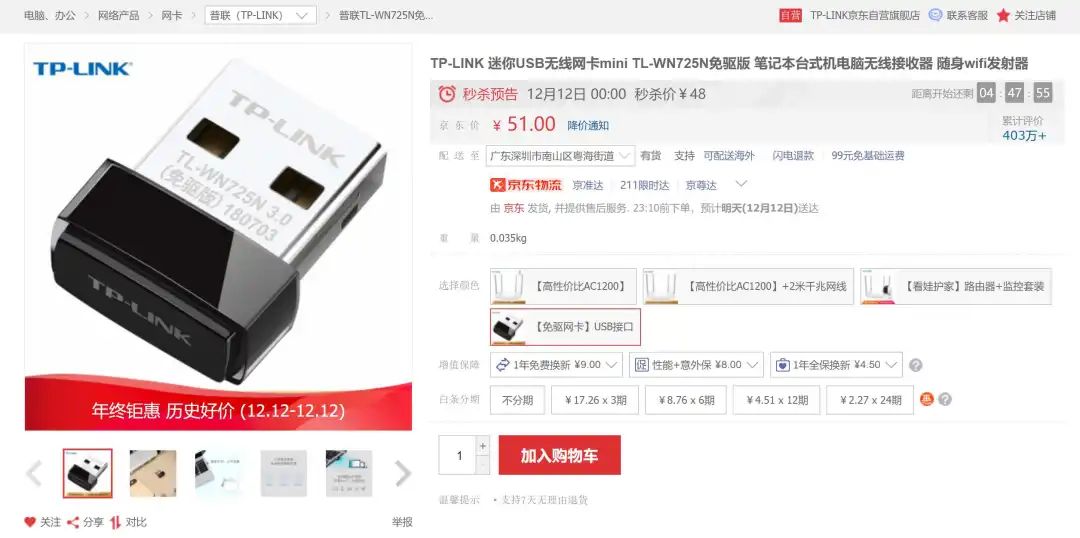 电脑、办公 > 网络产品 > 网卡 > 普联（TP-LINK） > 普联TL-WN725N免...
自营 TP-LINK京东自营旗舰店 联系客服 关注店铺
TP-LINK
TP-LINK
TL-WN725N 3.0
(免驱版) 180703
TP-LINK
年终钜惠 历史好价 (12.12-12.12)
关注 分享 对比 举报
TP-LINK 迷你USB无线网卡mini TL-WN725N免驱版 笔记本台式机电脑无线接收器 随身wifi发射器
秒杀预告 12月12日 00:00 秒杀价￥48 距离开始还剩 04 : 47 : 55
京东价 ￥ 51.00 降价通知
累计评价
403万+
配送至 广东深圳市南山区粤海街道 有货 支持 可配送海外 闪电退款 99元免基础运费
京东物流 京准达 211限时达 京尊达
由 京东 发货, 并提供售后服务. 23:10前下单，预计明天(12月12日)送达
重量 0.035kg
选择颜色 【高性价比AC1200】 【高性价比AC1200】+2米千兆网线 【看娃护家】路由器+监控套装
【免驱网卡】USB接口
增值保障 1年免费换新 ¥9.00 性能+意外保 ¥8.00 1年全保换新 ¥4.50 ?
白条分期 不分期 ￥17.26 x 3期 ￥8.76 x 6期 ￥4.51 x 12期 ￥2.27 x 24期 惠 ?
1 + - 加入购物车
温馨提示 ·支持7天无理由退货